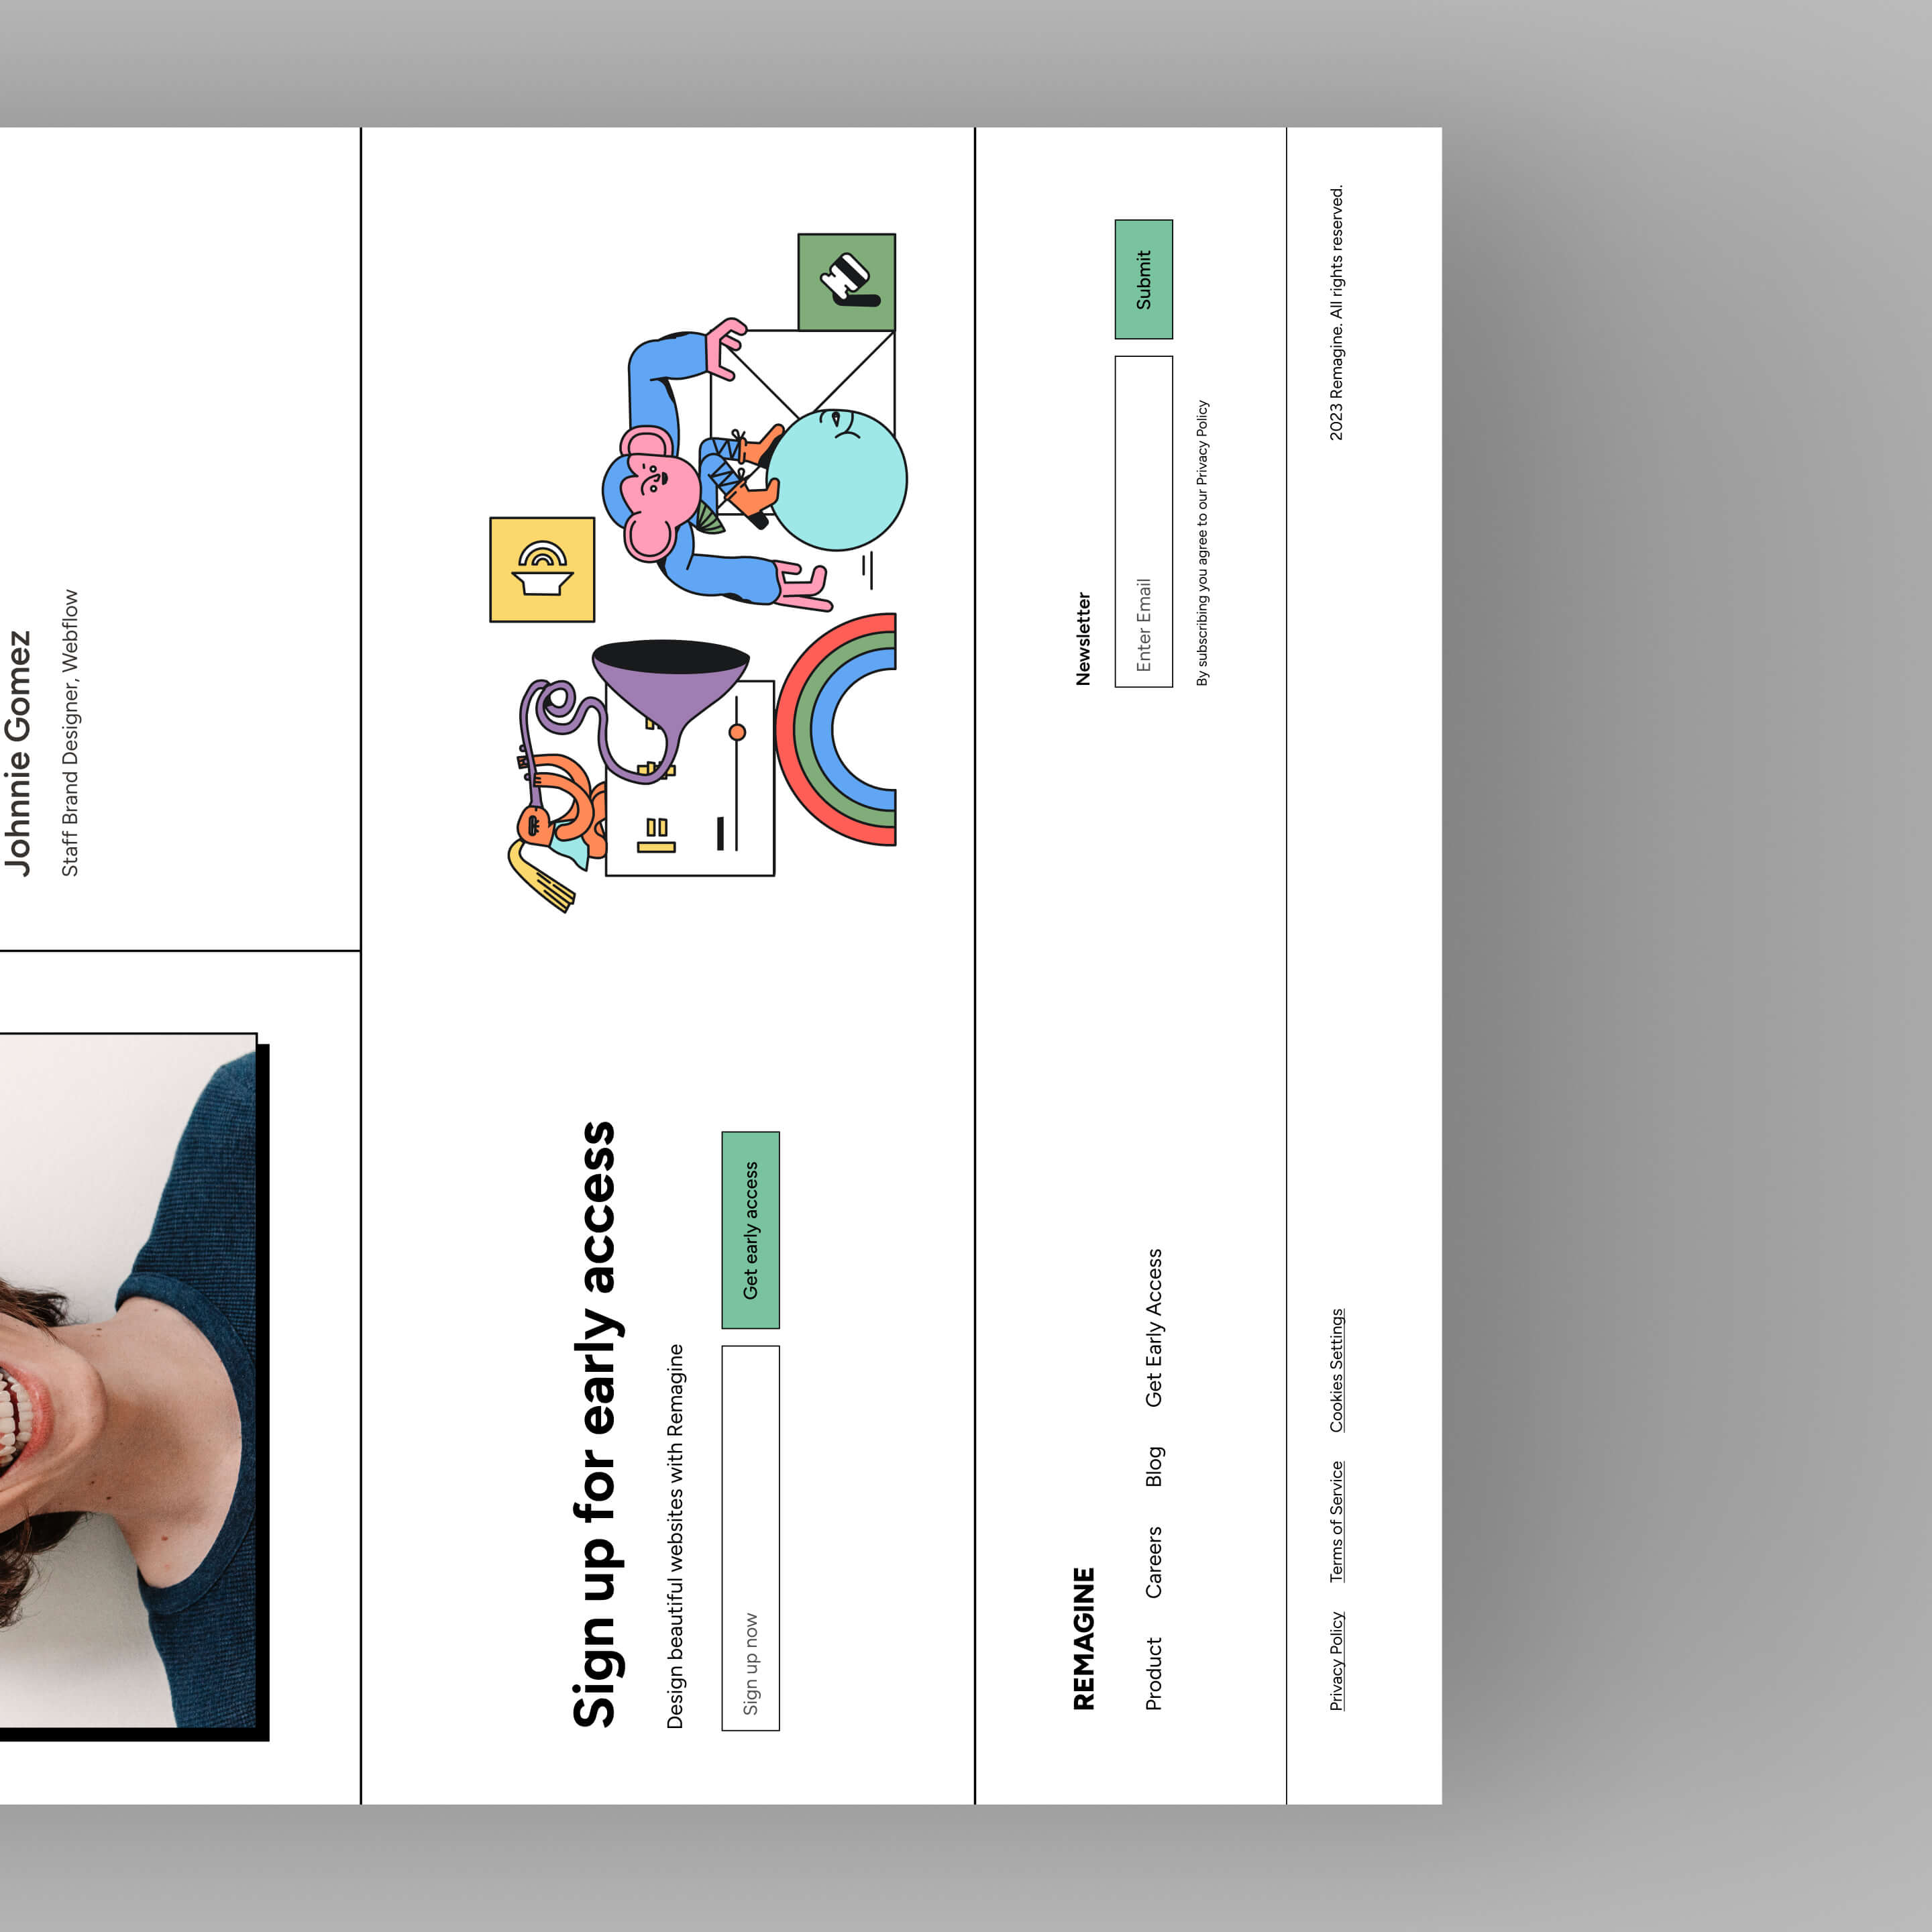 Johnnie Gomez
Staff Brand Designer, Webflow
Sign up for early access
Design beautiful websites with Remagine
Sign up now
Get early access
REMAGINE
Product Careers Blog Get Early Access
Newsletter
Enter Email
Submit
By subscribing you agree to our Privacy Policy
Privacy Policy Terms of Service Cookies Settings
2023 Remagine. All rights reserved.